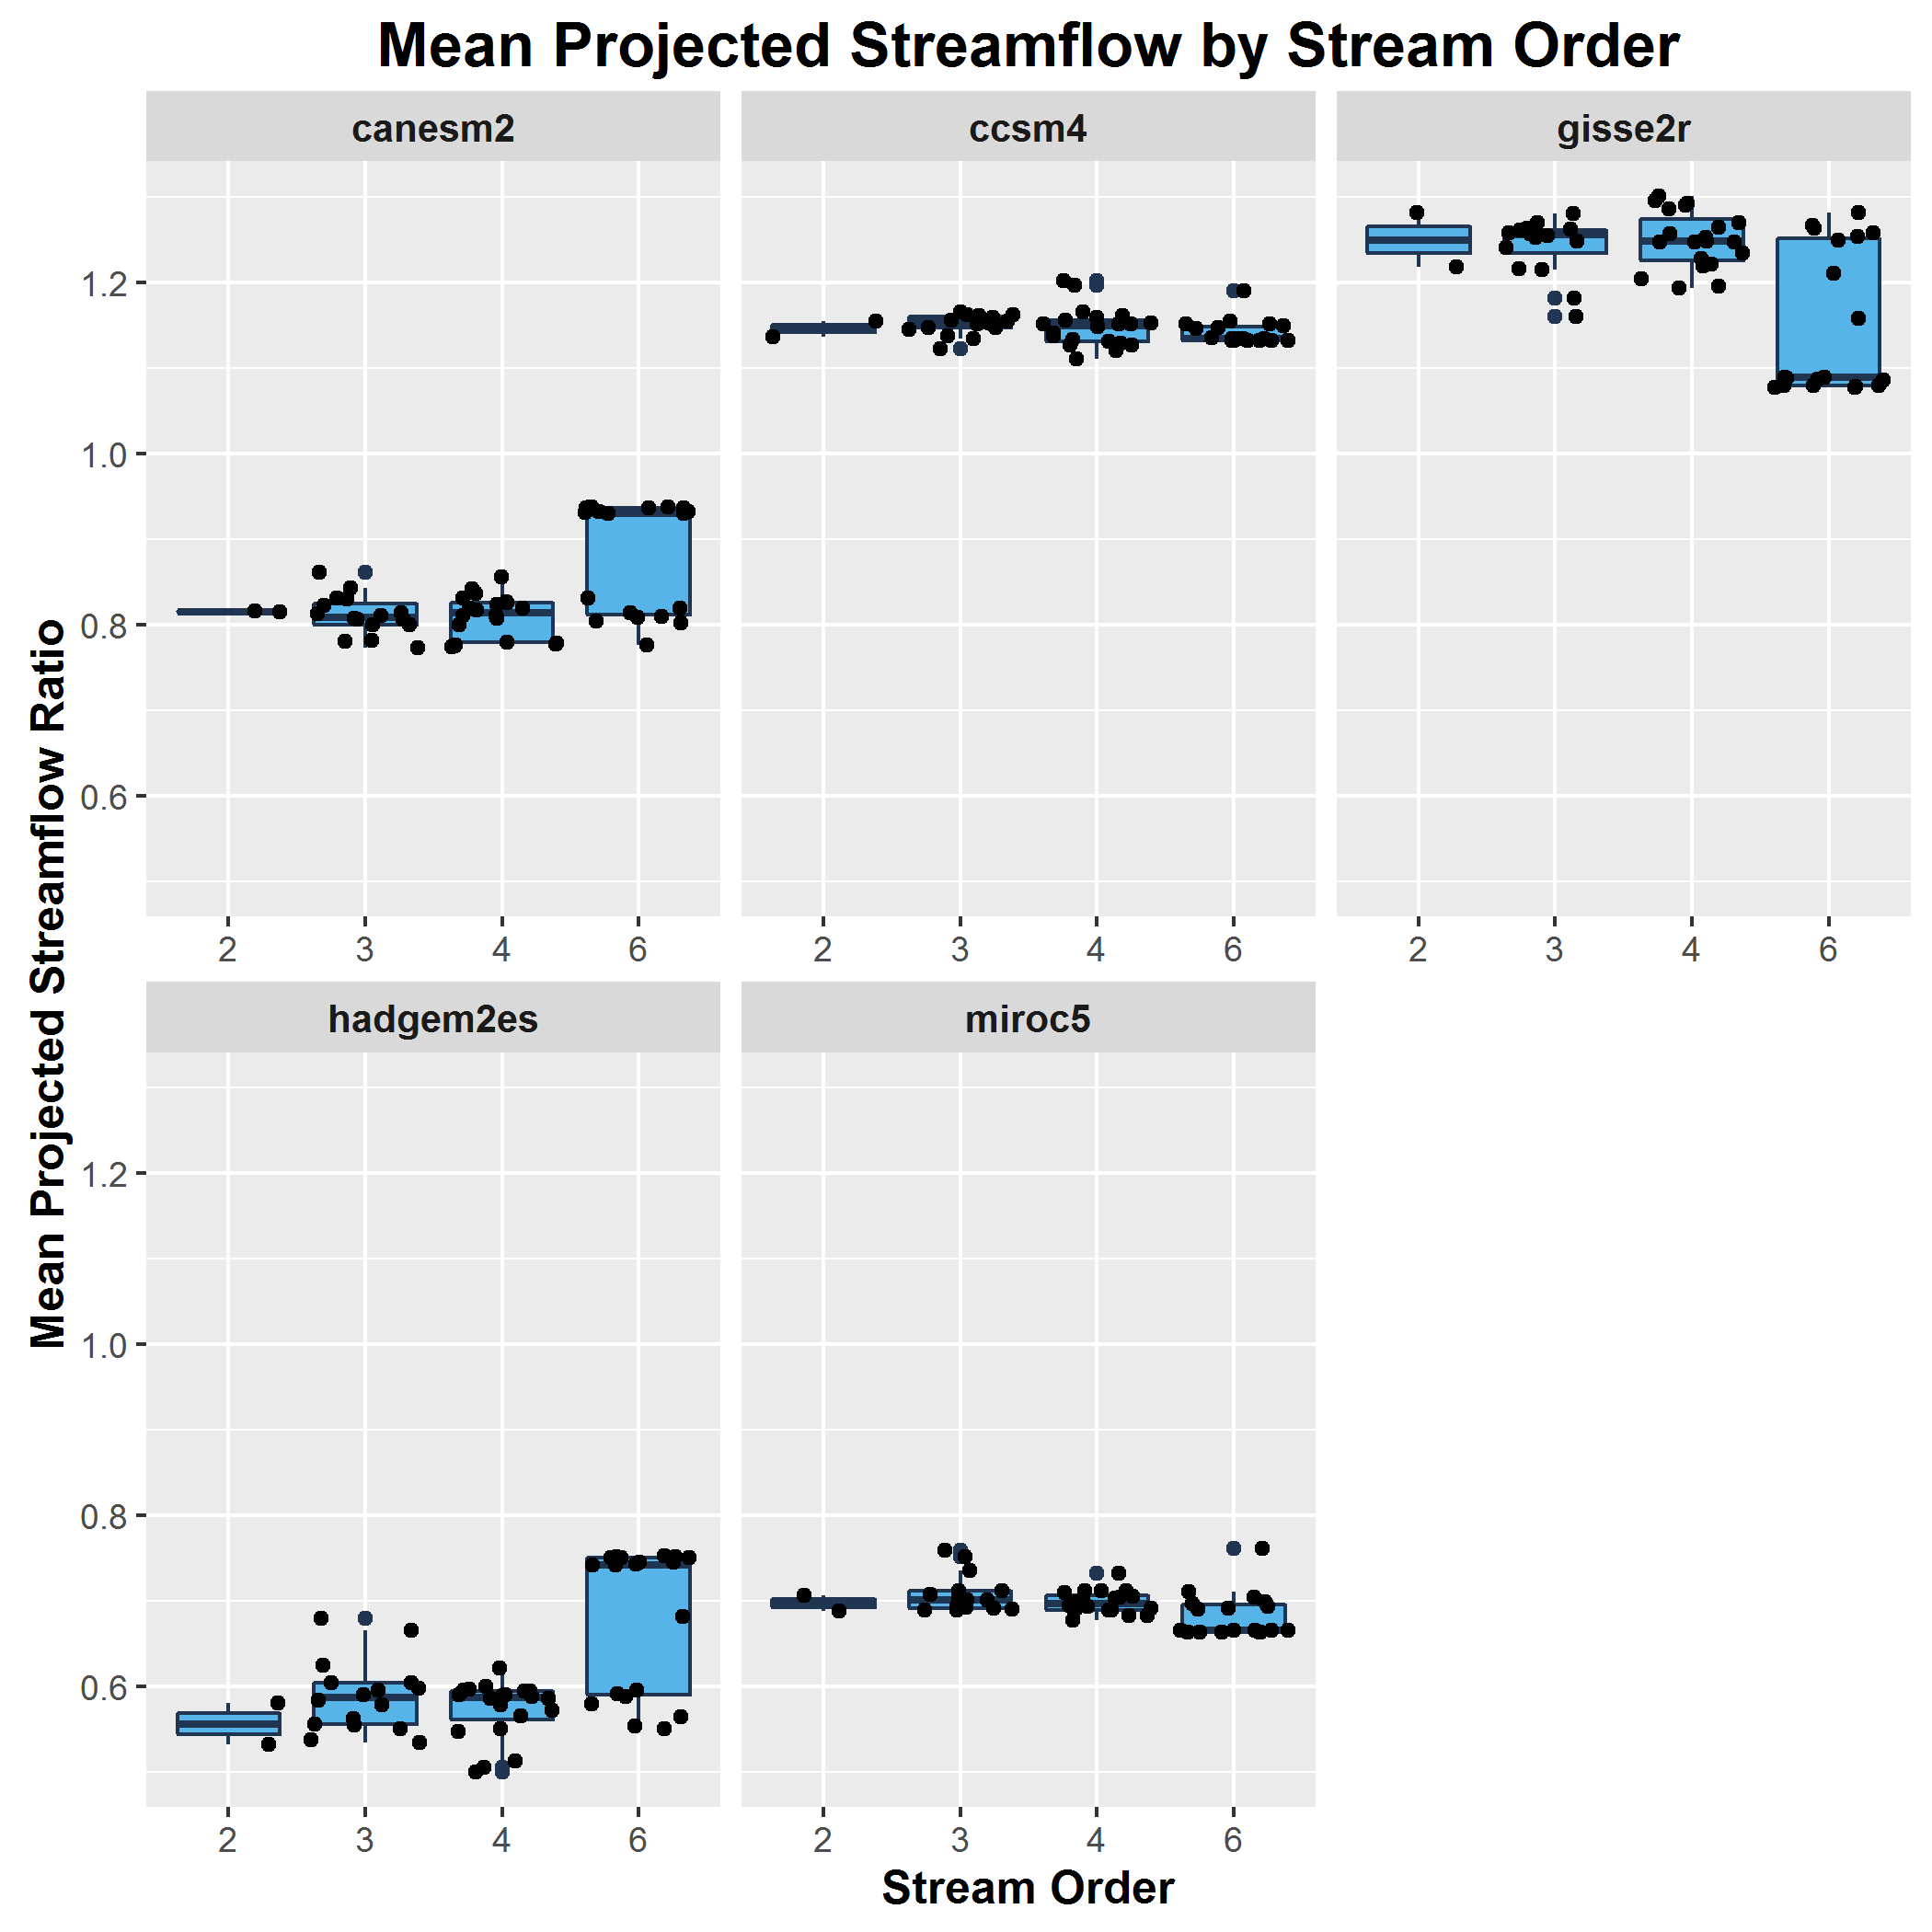 Mean Projected Streamflow by Stream Order
canesm2
ccsm4
gisse2r
Mean Projected Streamflow Ratio
1.2
1.0
0.8
0.6
2 3 4 6
2 3 4 6
2 3 4 6
hadgem2es
miroc5
1.2
1.0
0.8
0.6
2 3 4 6
2 3 4 6
Stream Order